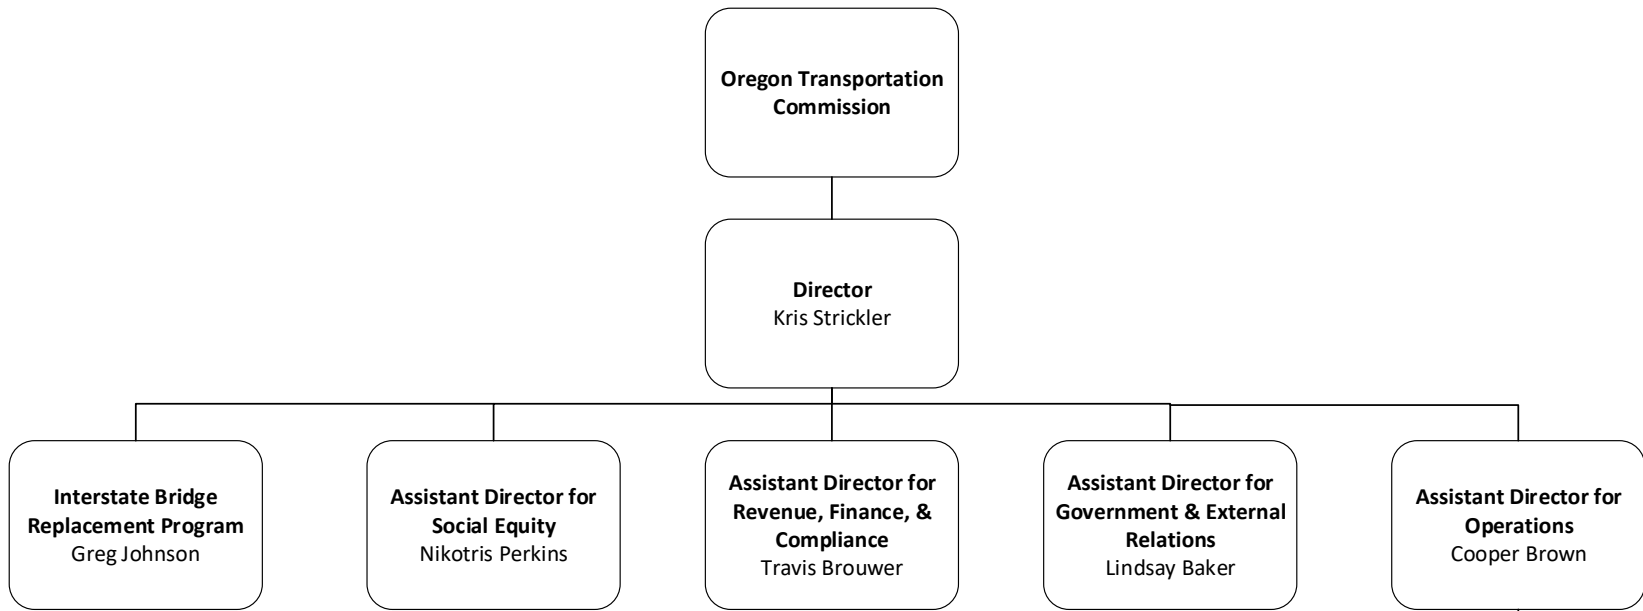 Oregon Transportation
Commission
Director
Kris Strickler
Interstate Bridge
Replacement Program
Greg Johnson
Assistant Director for
Social Equity
Nikotris Perkins
Assistant Director for
Revenue, Finance, &
Compliance
Travis Brouwer
Assistant Director for
Government & External
Relations
Lindsay Baker
Assistant Director for
Operations
Cooper Brown